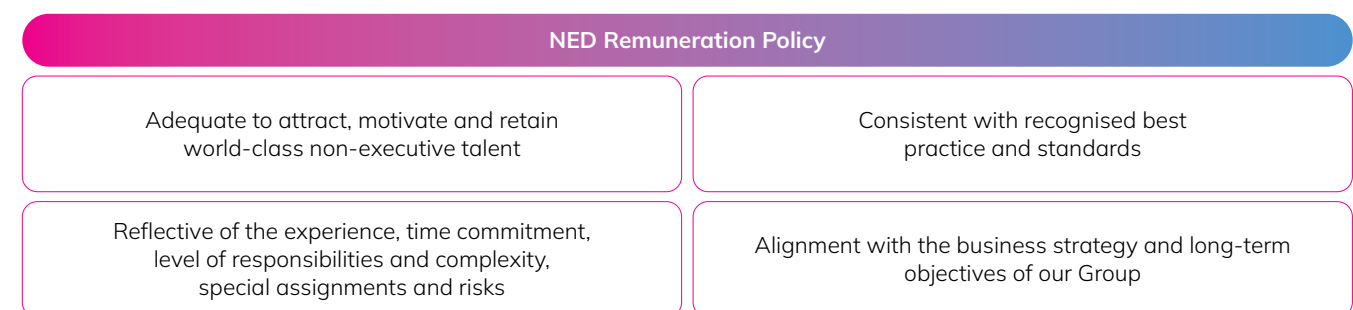 NED Remuneration Policy
Adequate to attract, motivate and retain
world-class non-executive talent
Consistent with recognised best
practice and standards
Reflective of the experience, time commitment,
level of responsibilities and complexity,
special assignments and risks
Alignment with the business strategy and long-term
objectives of our Group